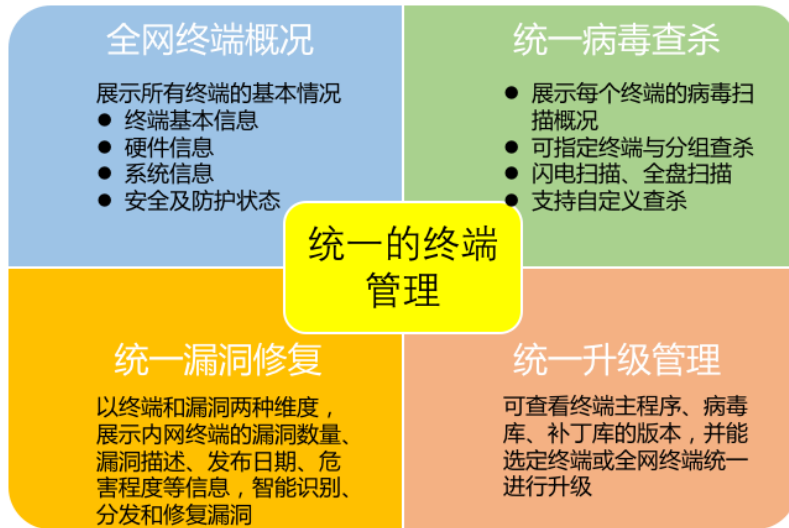 全网终端概况
展示所有终端的基本情况
● 终端基本信息
● 硬件信息
● 系统信息
● 安全及防护状态
统一病毒查杀
● 展示每个终端的病毒扫
描概况
● 可指定终端与分组查杀
● 闪电扫描、全盘扫描
● 支持自定义查杀
统一的终端
管理
统一漏洞修复
以终端和漏洞两种维度，
展示内网终端的漏洞数量、
漏洞描述、发布日期、危
害程度等信息，智能识别、
分发和修复漏洞
统一升级管理
可查看终端主程序、病毒
库、补丁库的版本，并能
选定终端或全网终端统一
进行升级